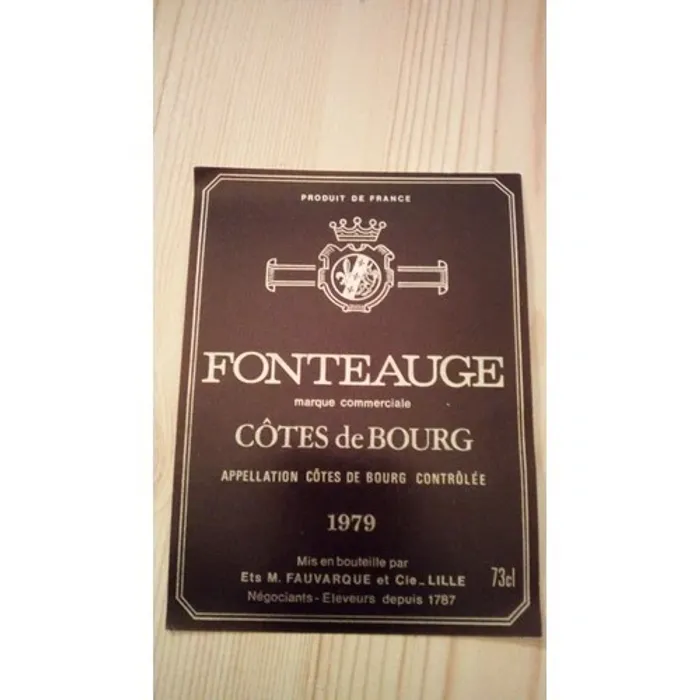 PRODUIT DE FRANCE
FONTEAUGE
marque commerciale
CÔTES de BOURG
APPELLATION CÔTES DE BOURG CONTRÔLÉE
1979
Mis en bouteille par
Ets M. FAUVARQUE et Cie_LILLE
73cl
Négociants-Eleveurs depuis 1787